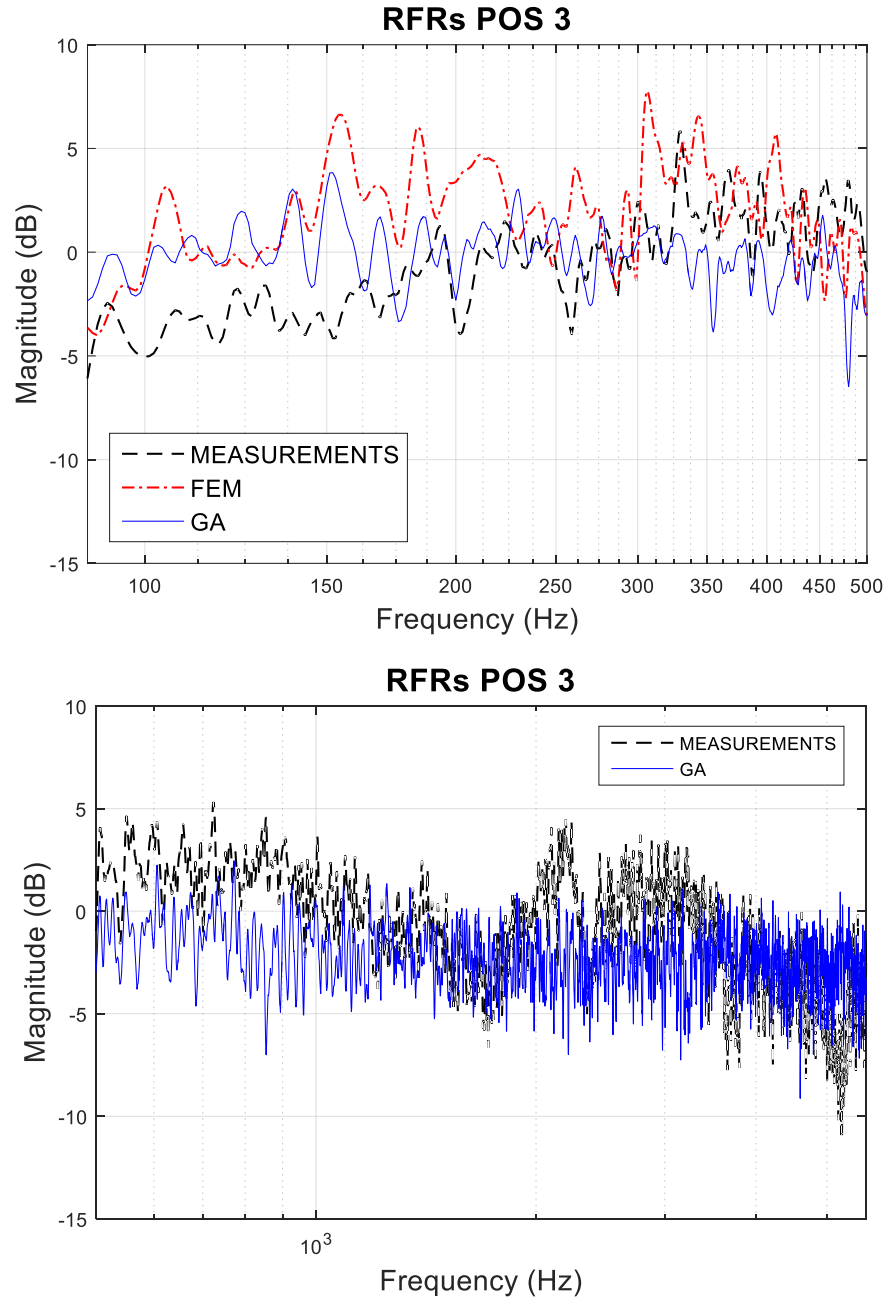 RFRs POS 3
10
5
0
-5
-10
-15
Magnitude (dB)
MEASUREMENTS
FEM
GA
100 150 200 250 300 350 400 450 500
Frequency (Hz)
RFRs POS 3
10
5
0
-5
-10
-15
Magnitude (dB)
MEASUREMENTS
GA
10³
Frequency (Hz)